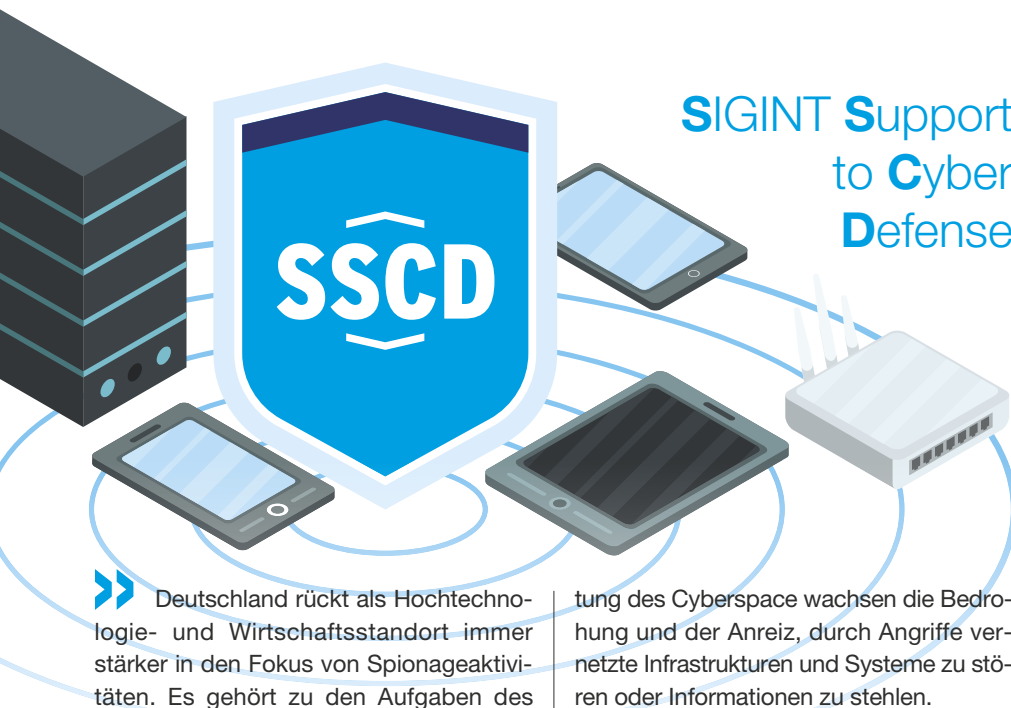 SIGINT Support
to Cyber
Defense
SSCD
Deutschland rückt als Hochtechno-
logie- und Wirtschaftsstandort immer
stärker in den Fokus von Spionageaktivi-
täten. Es gehört zu den Aufgaben des
tung des Cyberspace wachsen die Bedro-
hung und der Anreiz, durch Angriffe ver-
netzte Infrastrukturen und Systeme zu stö-
ren oder Informationen zu stehlen.